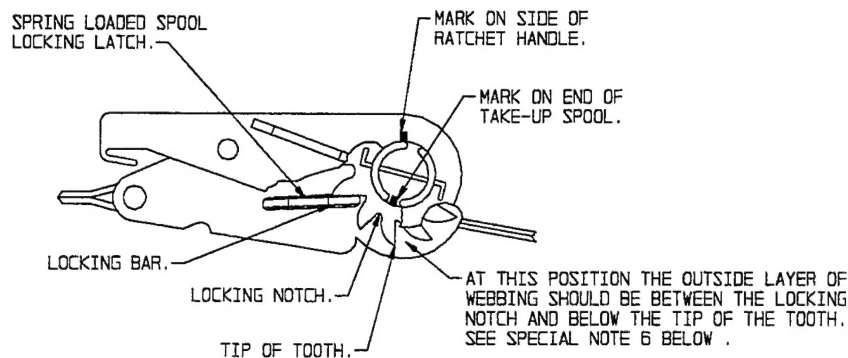 SPRING LOADED SPOOL
LOCKING LATCH.
MARK ON SIDE OF
RATCHET HANDLE.
MARK ON END OF
TAKE-UP SPOOL.
LOCKING BAR.
LOCKING NOTCH.
TIP OF TOOTH.
AT THIS POSITION THE OUTSIDE LAYER OF
WEBBING SHOULD BE BETWEEN THE LOCKING
NOTCH AND BELOW THE TIP OF THE TOOTH.
SEE SPECIAL NOTE 6 BELOW .